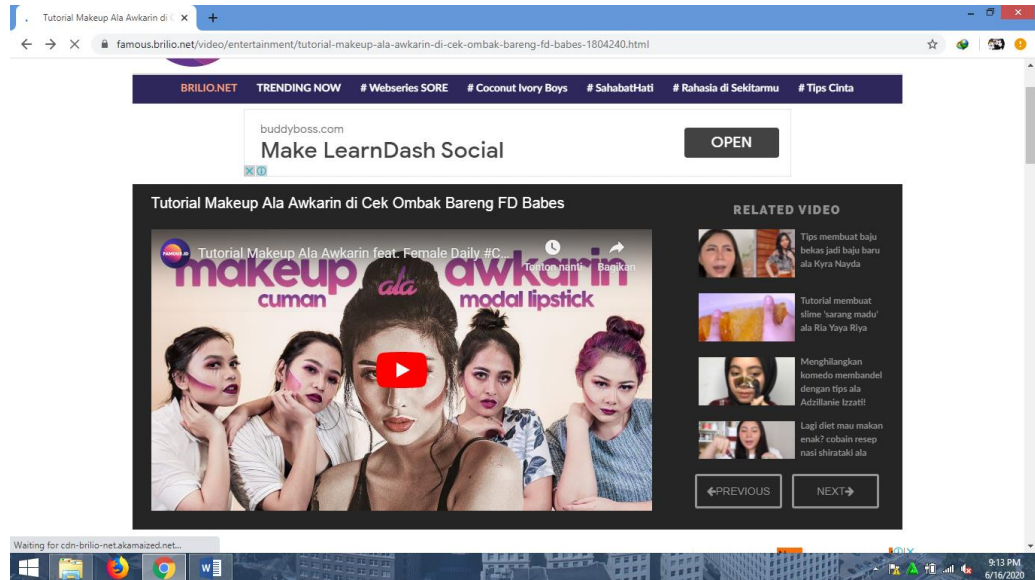 Tutorial Makeup Ala Awkarin di C
famous.brilio.net/video/entertainment/tutorial-makeup-ala-awkarin-di-cek-ombak-bareng-fd-babes-1804240.html
BRILIO.NET TRENDING NOW # Webseries SORE # Coconut Ivory Boys # SahabatHati # Rahasia di Sekitarmu # Tips Cinta
buddyboss.com
Make LearnDash Social
OPEN
Tutorial Makeup Ala Awkarin di Cek Ombak Bareng FD Babes
FAMOUS.ID
Tutorial Makeup Ala Awkarin feat. Female Daily #C...
Tonton nanti
Bagikan
makeup ala awkarin
cuman modal lipstick
RELATED VIDEO
Tips membuat baju
bekas jadi baju baru
ala Kyra Nayda
Tutorial membuat
slime 'sarang madu'
ala Ria Yaya Riya
Menghilangkan
komedo membandel
dengan tips ala
Adzillanie Izzati!
Lagi diet mau makan
enak? cobain resep
nasi shirataki ala
PREVIOUS
NEXT
Waiting for cdn-brilio-net.akamaized.net...
9:13 PM
6/16/2020